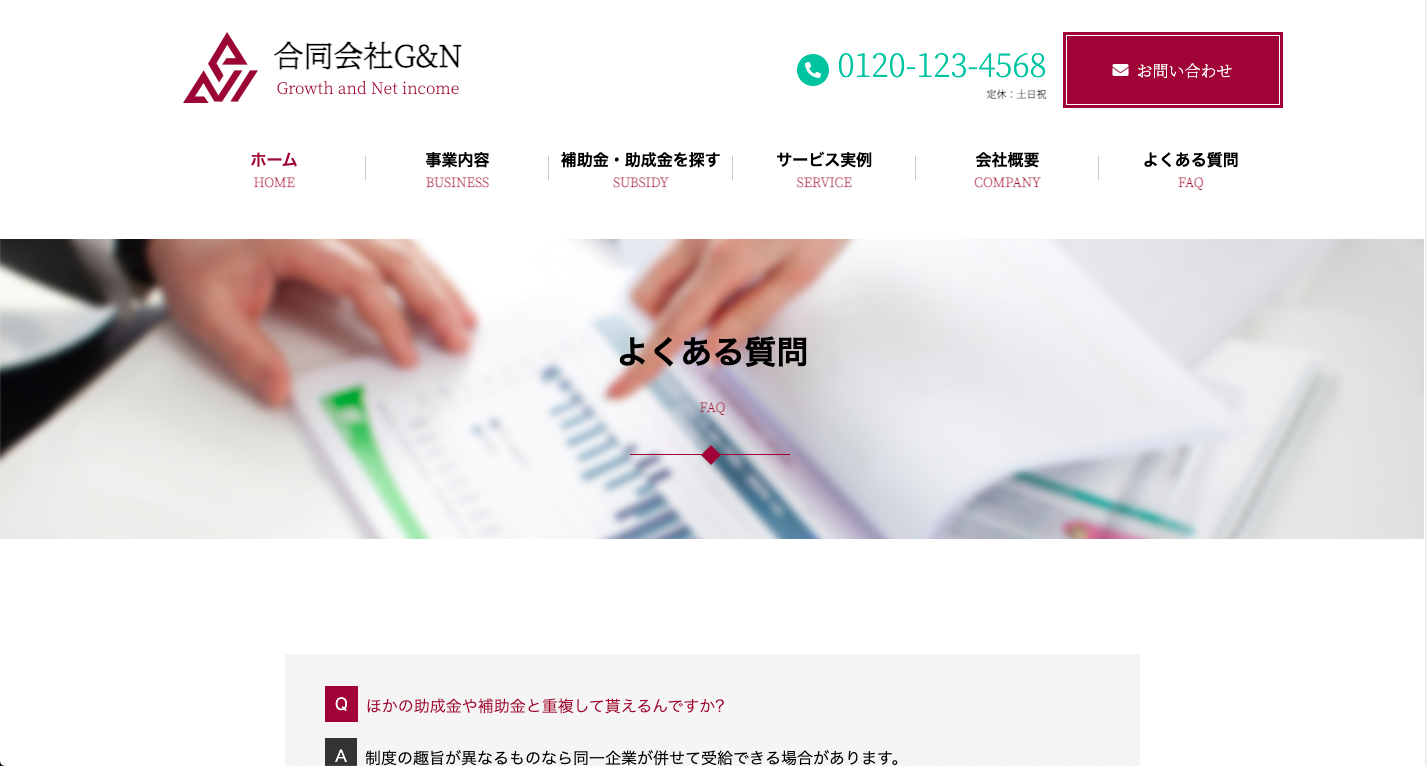 合同会社G&N
Growth and Net income
0120-123-4568
定休：土日祝
お問い合わせ
ホーム
HOME
事業内容
BUSINESS
補助金・助成金を探す
SUBSIDY
サービス実例
SERVICE
会社概要
COMPANY
よくある質問
FAQ
よくある質問
FAQ
Q ほかの助成金や補助金と重複して貰えるんですか?
A 制度の趣旨が異なるものなら同一企業が併せて受給できる場合があります。